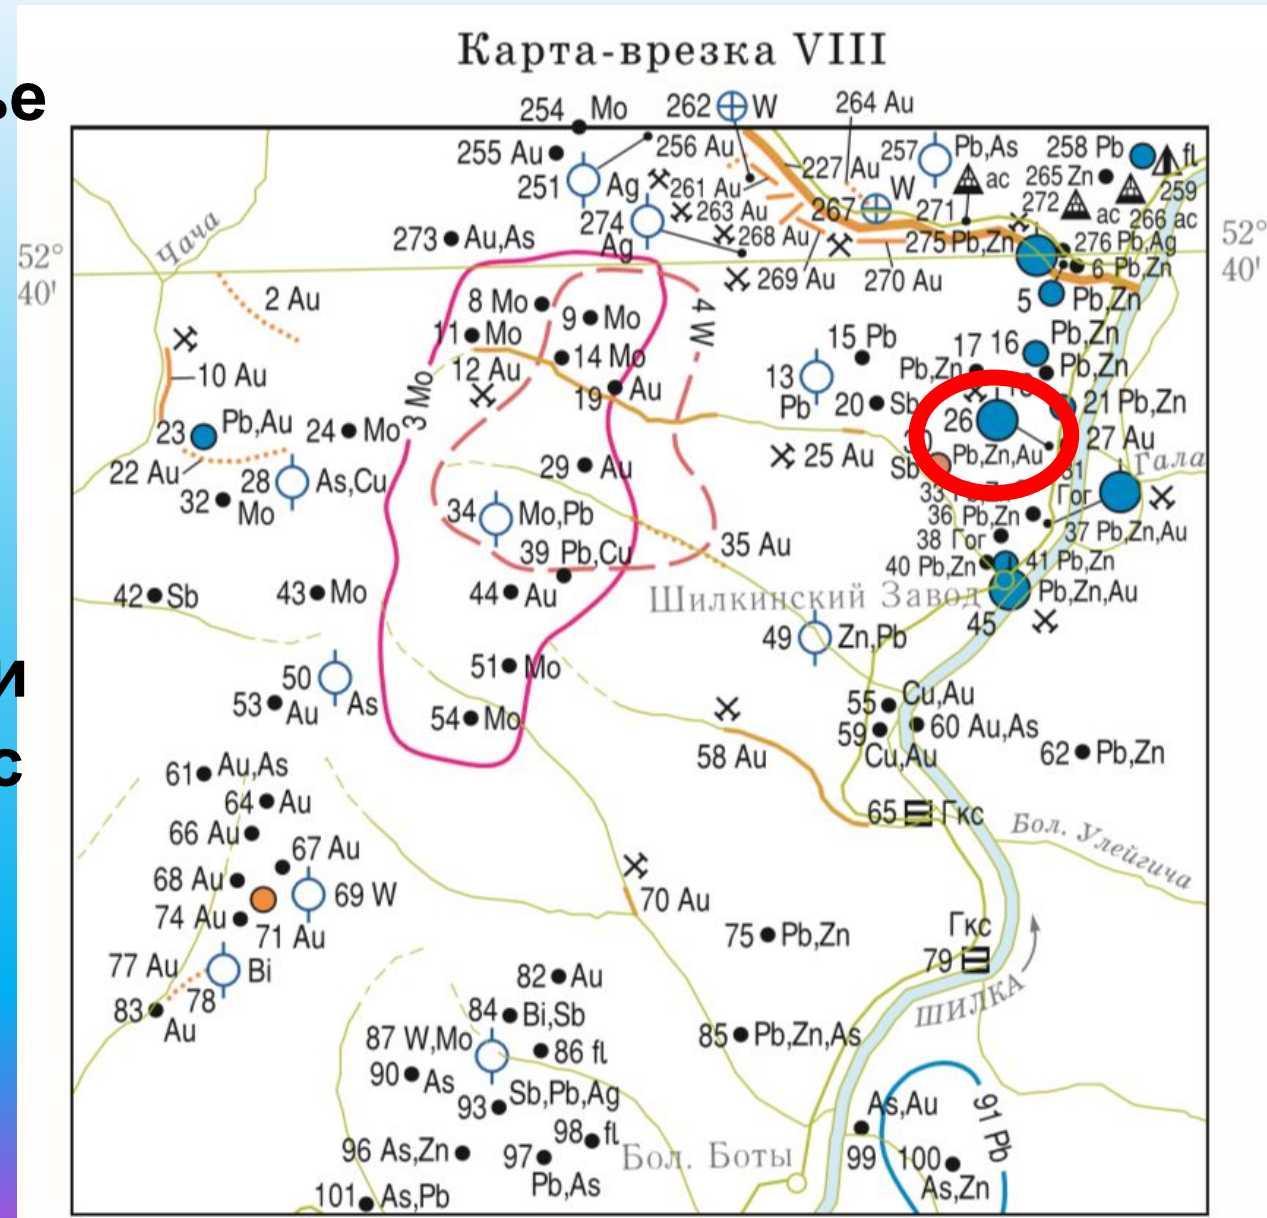 Карта-врезка VIII
ье
и
с
254 Mo
262 W
264 Au
255 Au
256 Au
227 Au
257 Pb,As
258 Pb
fl
251 Ag
261 Au
W
ac
265 Zn
259
274 Ag
263 Au
267
271
272 ac
266 ac
Чача
273 Au,As
268 Au
275 Pb,Zn
276 Pb,Ag
52°
40'
52°
40'
269 Au
270 Au
6 Pb,Zn
2 Au
8 Mo
9 Mo
4 W
5 Pb,Zn
11 Mo
14 Mo
15 Pb
17
16 Pb,Zn
10 Au
12 Au
19 Au
13 Pb
Pb,Zn
Pb,Zn
3 Mo
20 Sb
21 Pb,Zn
23 Pb,Au
24 Mo
26
Pb,Zn,Au
27 Au
22 Au
28 As,Cu
29 Au
25 Au
30 Sb
31 Гог
Гала
32 Mo
34 Mo,Pb
33
36 Pb,Zn
37 Pb,Zn,Au
35 Au
38 Гог
39 Pb,Cu
40 Pb,Zn
41 Pb,Zn
42 Sb
43 Mo
44 Au
Шилкинский Завод
45 Pb,Zn,Au
49 Zn,Pb
50 As
51 Mo
53 Au
54 Mo
55 Cu,Au
58 Au
59 Cu,Au
60 Au,As
62 Pb,Zn
61 Au,As
64 Au
65 Гкс
Бол. Улейгича
66 Au
67 Au
68 Au
69 W
70 Au
74 Au
71 Au
75 Pb,Zn
Гкс
79
77 Au
78 Bi
82 Au
ШИЛКА
83 Au
84 Bi,Sb
87 W,Mo
86 fl
85 Pb,Zn,As
90 As
93 Sb,Pb,Ag
As,Au
91 Pb
96 As,Zn
97 Pb,As
98 fl
Бол. Боты
99
100 As,Zn
101 As,Pb